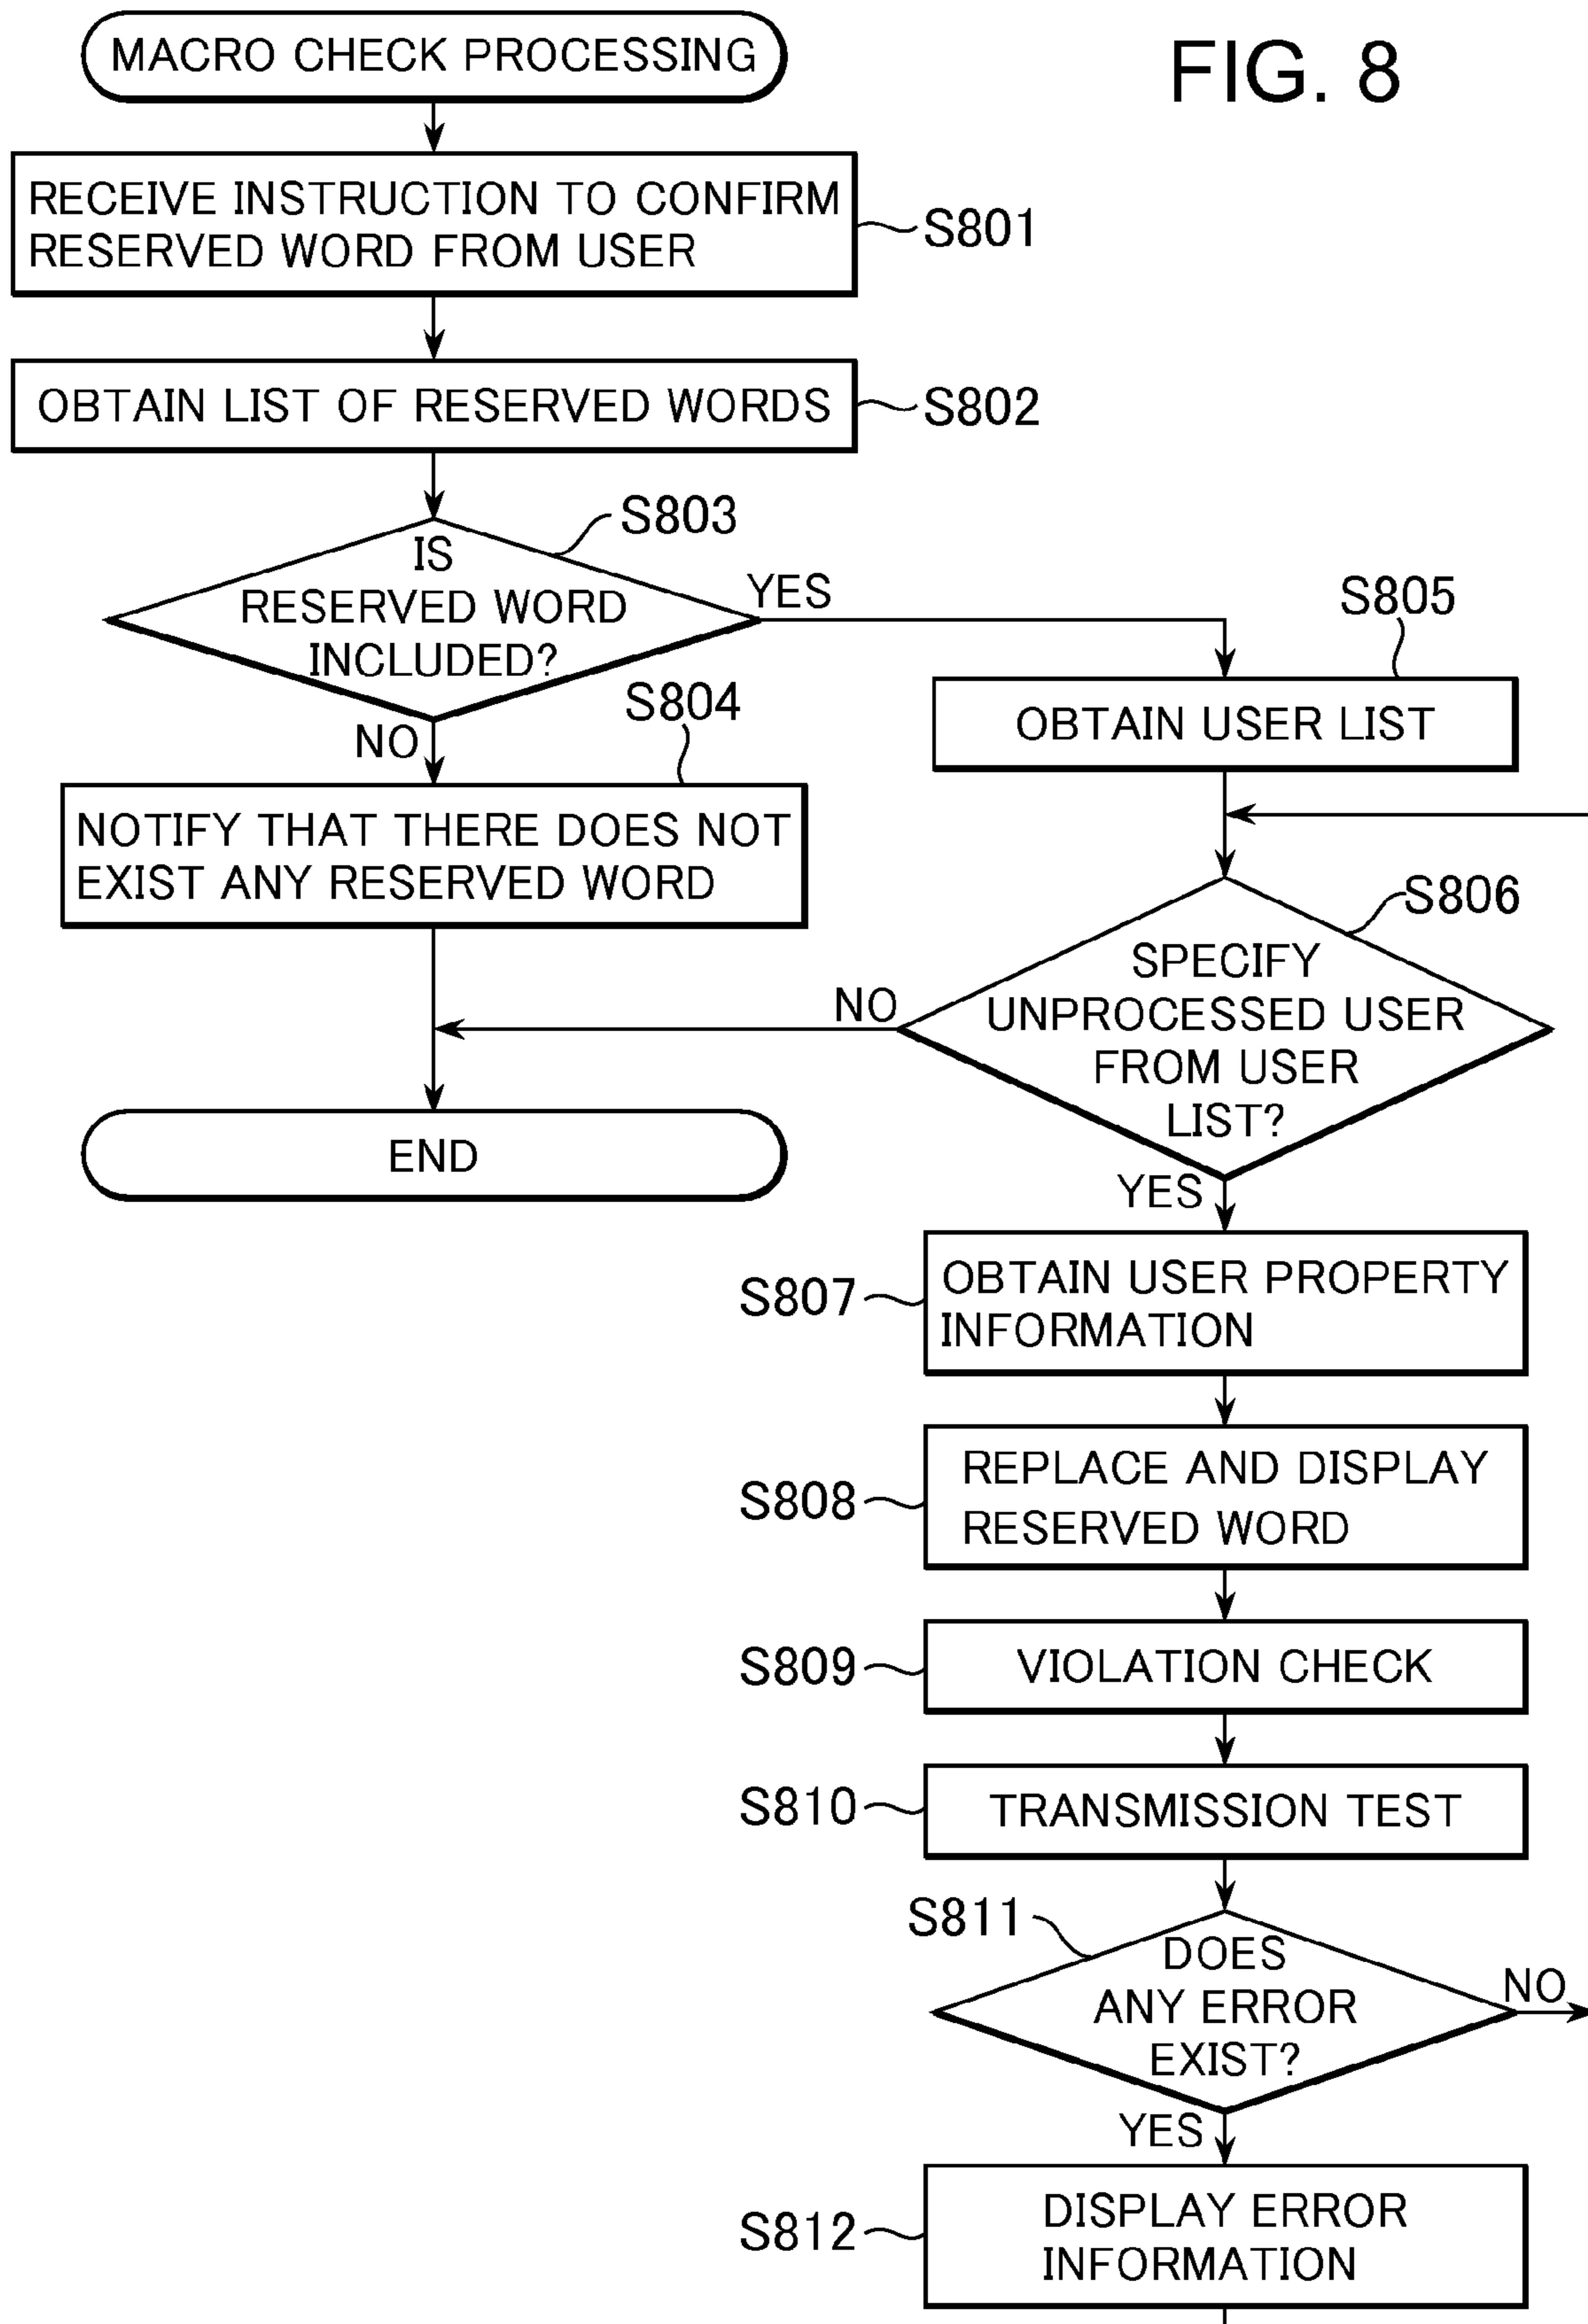 FIG. 8
MACRO CHECK PROCESSING
RECEIVE INSTRUCTION TO CONFIRM
RESERVED WORD FROM USER
S801
OBTAIN LIST OF RESERVED WORDS
S802
S803
IS
RESERVED WORD
INCLUDED?
YES
NO
S804
NOTIFY THAT THERE DOES NOT
EXIST ANY RESERVED WORD
END
S805
OBTAIN USER LIST
S806
SPECIFY
UNPROCESSED USER
FROM USER
LIST?
NO
YES
S807
OBTAIN USER PROPERTY
INFORMATION
S808
REPLACE AND DISPLAY
RESERVED WORD
S809
VIOLATION CHECK
S810
TRANSMISSION TEST
S811
DOES
ANY ERROR
EXIST?
NO
YES
S812
DISPLAY ERROR
INFORMATION